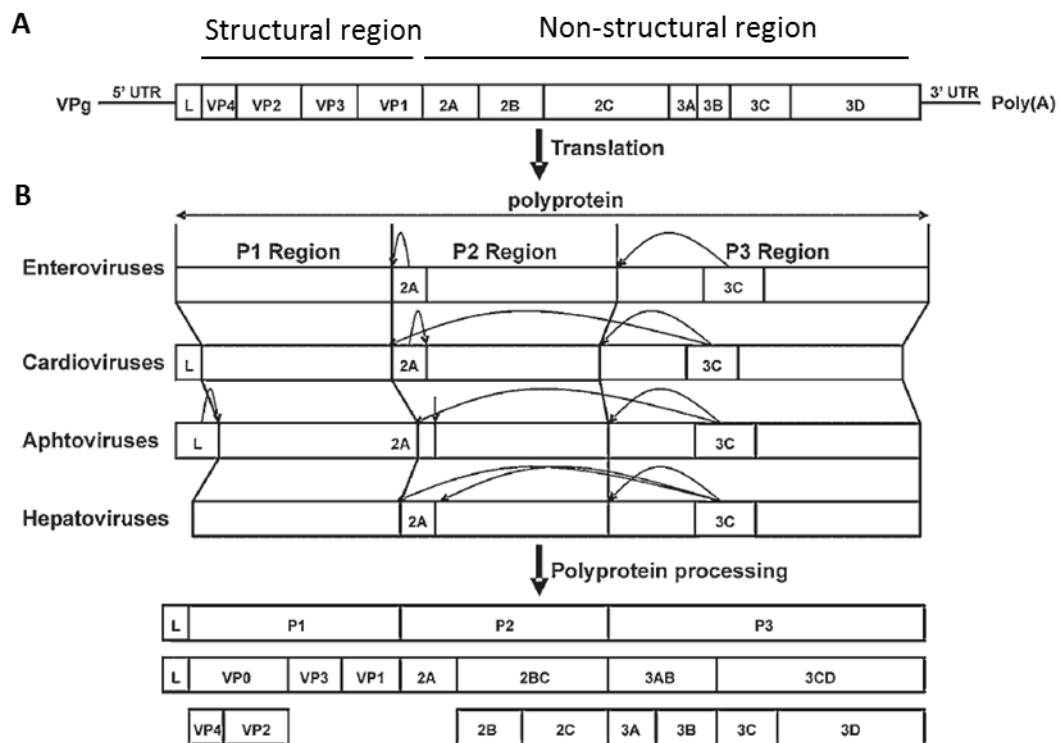 A
Structural region Non-structural region
VPg 5' UTR L VP4 VP2 VP3 VP1 2A 2B 2C 3A 3B 3C 3D 3' UTR Poly(A)
Translation
B
polyprotein
P1 Region P2 Region P3 Region
Enteroviruses 2A 3C
Cardioviruses L 2A 3C
Aphtoviruses L 2A 3C
Hepatoviruses 2A 3C
Polyprotein processing
L P1 P2 P3
L VP0 VP3 VP1 2A 2BC 3AB 3CD
VP4 VP2 2B 2C 3A 3B 3C 3D